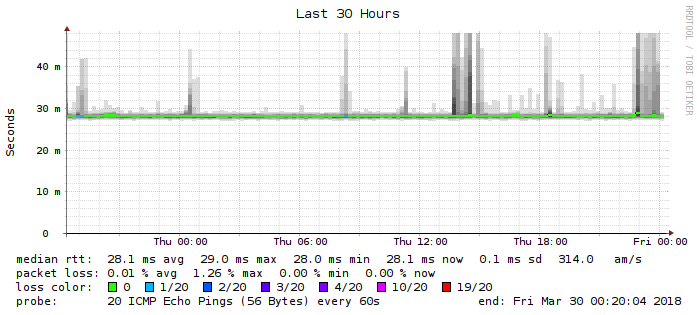 Last 30 Hours
RRDTOOL / TOBI OETIKER
Seconds
40 m
30 m
20 m
10 m
0
Thu 00:00 Thu 06:00 Thu 12:00 Thu 18:00 Fri 00:00
median rtt: 28.1 ms avg 29.0 ms max 28.0 ms min 28.1 ms now 0.1 ms sd 314.0 am/s
packet loss: 0.01 % avg 1.26 % max 0.00 % min 0.00 % now
loss color: 0 1/20 2/20 3/20 4/20 10/20 19/20
probe: 20 ICMP Echo Pings (56 Bytes) every 60s end: Fri Mar 30 00:20:04 2018